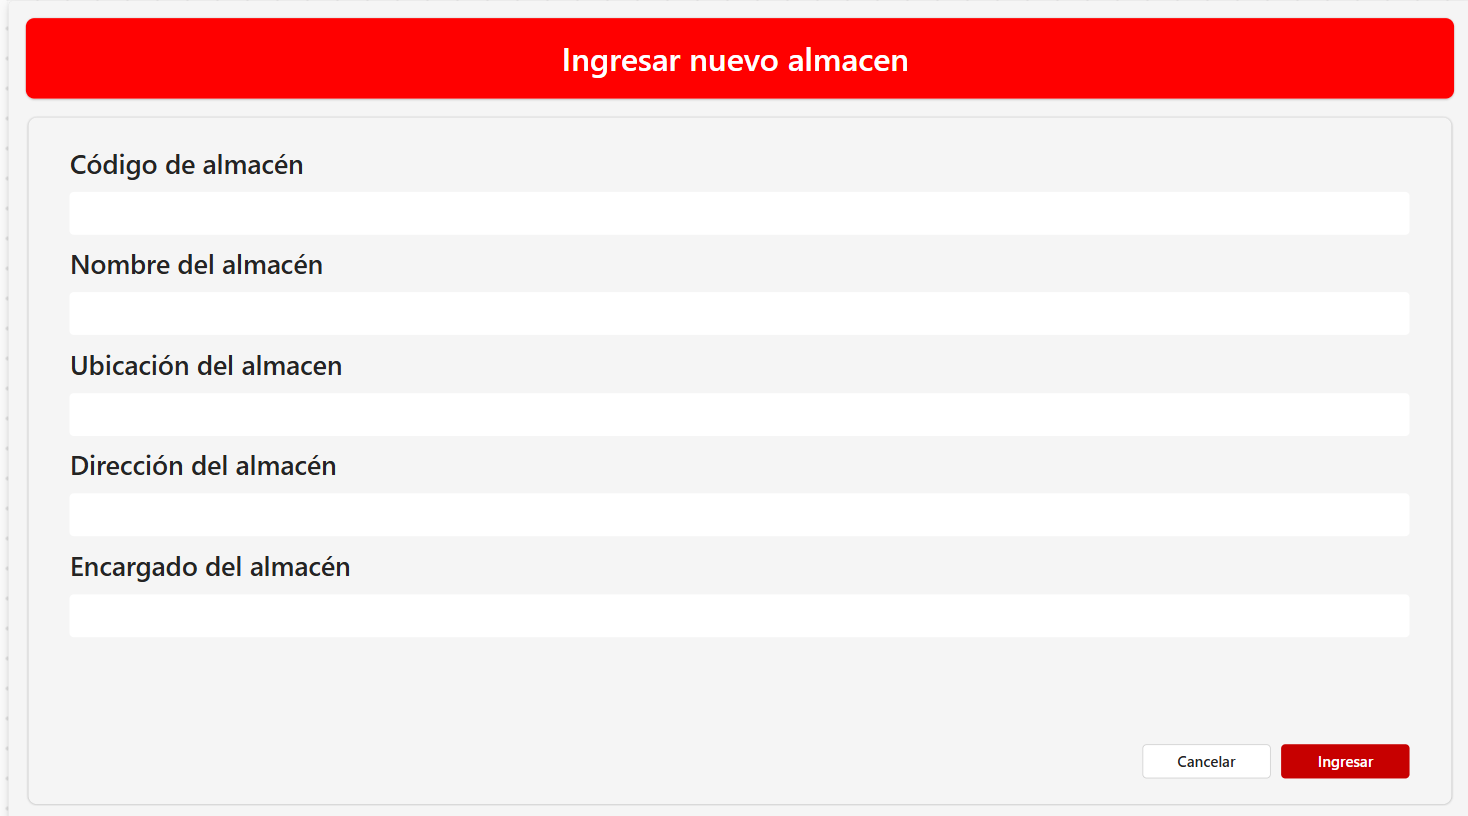 Ingresar nuevo almacen
Código de almacén
Nombre del almacén
Ubicación del almacen
Dirección del almacén
Encargado del almacén
Cancelar
Ingresar